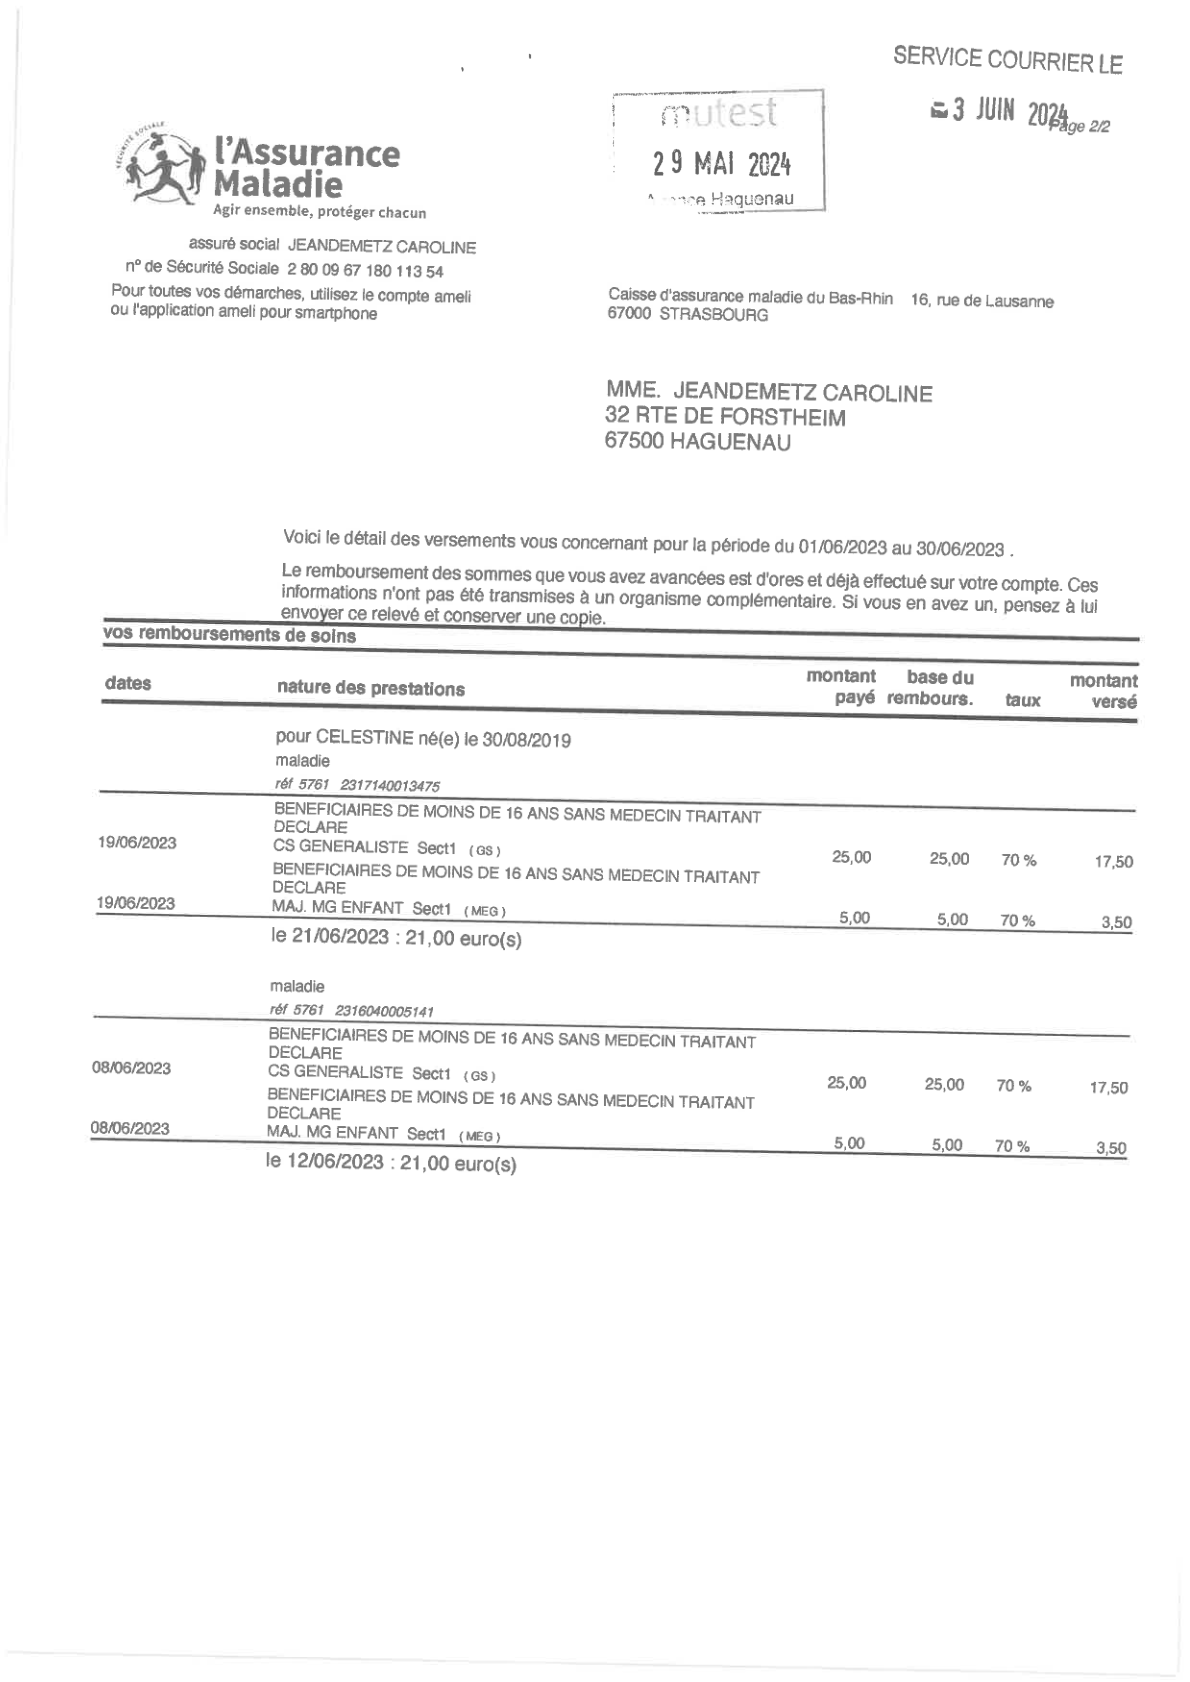 SERVICE COURRIER LE
3 JUIN 2024
Page 2/2
mutest
29 MAI 2024
Haguenau
SÉCURITÉ SOCIALE
l'Assurance
Maladie
Agir ensemble, protéger chacun
assuré social JEANDEMETZ CAROLINE
n° de Sécurité Sociale 2 80 09 67 180 113 54
Pour toutes vos démarches, utilisez le compte ameli
ou l'application ameli pour smartphone
Caisse d'assurance maladie du Bas-Rhin 16, rue de Lausanne
67000 STRASBOURG
MME. JEANDEMETZ CAROLINE
32 RTE DE FORSTHEIM
67500 HAGUENAU
Voici le détail des versements vous concernant pour la période du 01/06/2023 au 30/06/2023 .
Le remboursement des sommes que vous avez avancées est d'ores et déjà effectué sur votre compte. Ces
informations n'ont pas été transmises à un organisme complémentaire. Si vous en avez un, pensez à lui
envoyer ce relevé et conserver une copie.
vos remboursements de soins
dates nature des prestations montant payé base du rembours. taux montant versé
pour CELESTINE né(e) le 30/08/2019
maladie
réf 5761 2317140013475
BENEFICIAIRES DE MOINS DE 16 ANS SANS MEDECIN TRAITANT
DECLARE
19/06/2023 CS GENERALISTE Sect1 (GS) 25,00 25,00 70 % 17,50
BENEFICIAIRES DE MOINS DE 16 ANS SANS MEDECIN TRAITANT
DECLARE
19/06/2023 MAJ. MG ENFANT Sect1 (MEG) 5,00 5,00 70 % 3,50
le 21/06/2023 : 21,00 euro(s)
maladie
réf 5761 2316040005141
BENEFICIAIRES DE MOINS DE 16 ANS SANS MEDECIN TRAITANT
DECLARE
08/06/2023 CS GENERALISTE Sect1 (GS) 25,00 25,00 70 % 17,50
BENEFICIAIRES DE MOINS DE 16 ANS SANS MEDECIN TRAITANT
DECLARE
08/06/2023 MAJ. MG ENFANT Sect1 (MEG) 5,00 5,00 70 % 3,50
le 12/06/2023 : 21,00 euro(s)